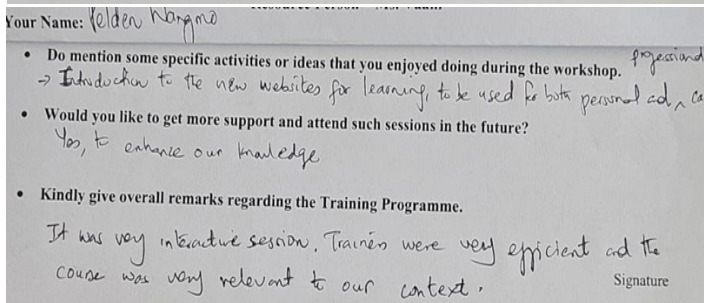 Your Name: Yelden Wangmo
• Do mention some specific activities or ideas that you enjoyed doing during the workshop.
→ Introduction to the new websites for learning, to be used for both personal and ^ professional ca
• Would you like to get more support and attend such sessions in the future?
Yes, to enhance our knowledge
• Kindly give overall remarks regarding the Training Programme.
It was very interactive session. Trainers were very efficient and the
course was very relevant to our context.
Signature